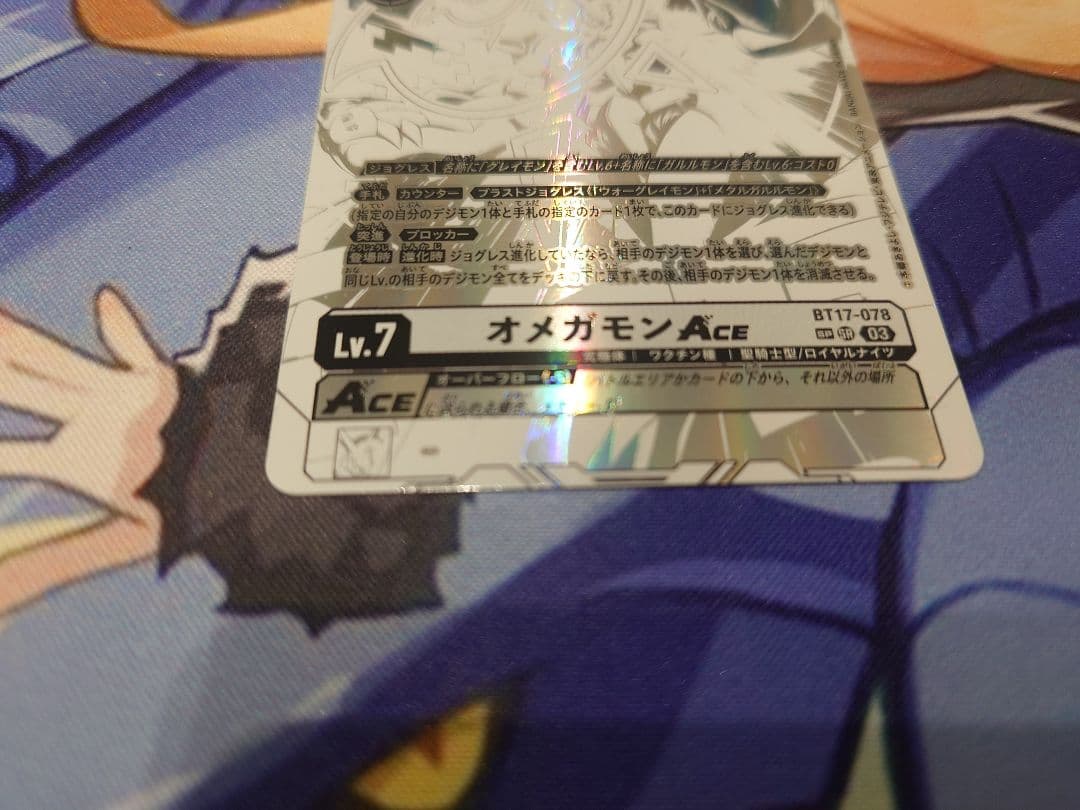 ジョグレス 名称に「グレイモン」を含むLv.6+名称に「ガルルモン」を含むLv.6:コスト0
手札 カウンター ブラストジョグレス(「ウォーグレイモン」+「メタルガルルモン」)
(指定の自分のデジモン1体と手札の指定のカード1枚で、このカードにジョグレス進化できる)
突進 ブロッカー
登場時 進化時 ジョグレス進化していたなら、相手のデジモン1体を選び、選んだデジモンと
同じLv.の相手のデジモン全てをデッキの下に戻す。その後、相手のデジモン1体を消滅させる。
BT17-078
Lv.7 オメガモンACE SR 03
究極体 | ワクチン種 | 聖騎士型/ロイヤルナイツ
ACE オーバーフロー バトルエリアかカードの下から、それ以外の場所